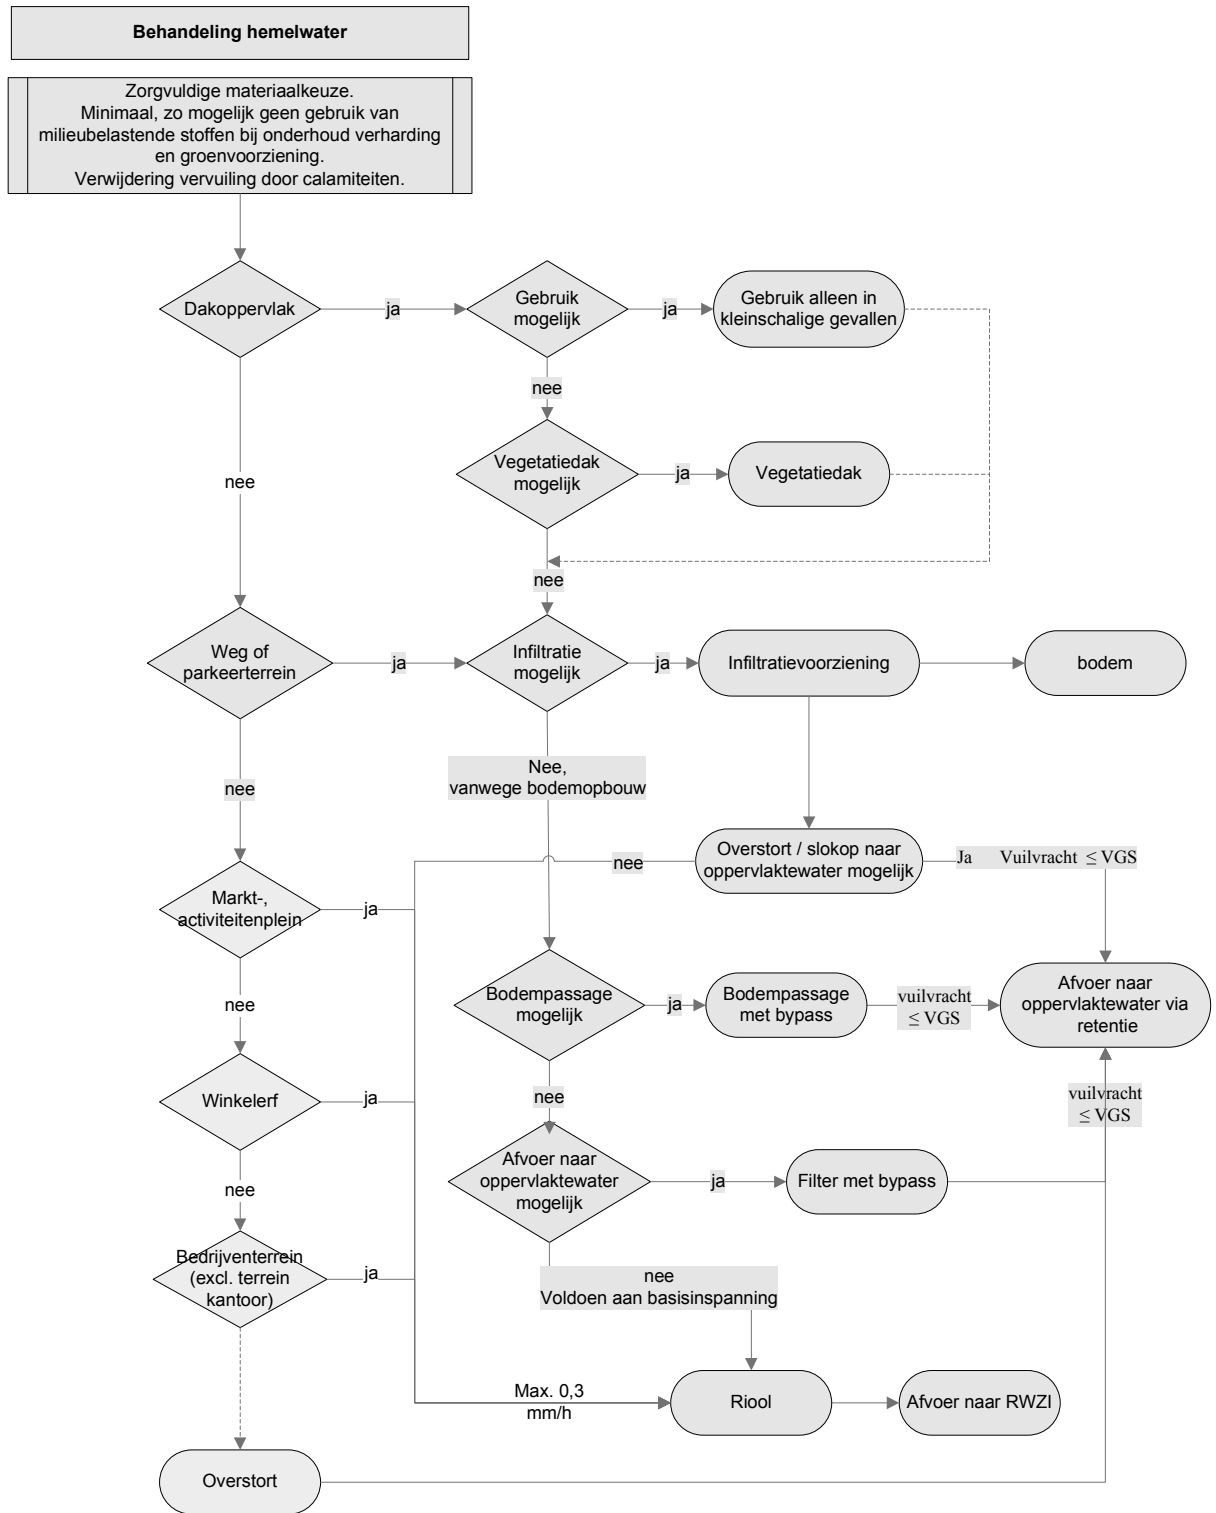 Behandeling hemelwater
Zorgvuldige materiaalkeuze.
Minimaal, zo mogelijk geen gebruik van
milieubelastende stoffen bij onderhoud verharding
en groenvoorziening.
Verwijdering vervuiling door calamiteiten.
Dakoppervlak
ja
Gebruik
mogelijk
ja
Gebruik alleen in
kleinschalige gevallen
nee
nee
Vegetatiedak
mogelijk
ja
Vegetatiedak
nee
Weg of
parkeerterrein
ja
Infiltratie
mogelijk
ja
Infiltratievoorziening
bodem
nee
Nee,
vanwege bodemopbouw
Overstort / slokop naar
oppervlaktewater mogelijk
nee
Ja Vuilvracht ≤ VGS
Markt-,
activiteitenplein
ja
nee
Bodempassage
mogelijk
ja
Bodempassage
met bypass
vuilvracht
≤ VGS
Afvoer naar
oppervlaktewater via
retentie
Winkelerf
ja
nee
vuilvracht
≤ VGS
nee
Afvoer naar
oppervlaktewater
mogelijk
ja
Filter met bypass
Bedrijventerrein
(excl. terrein
kantoor)
ja
nee
Voldoen aan basisinspanning
Max. 0,3
mm/h
Riool
Afvoer naar RWZI
Overstort